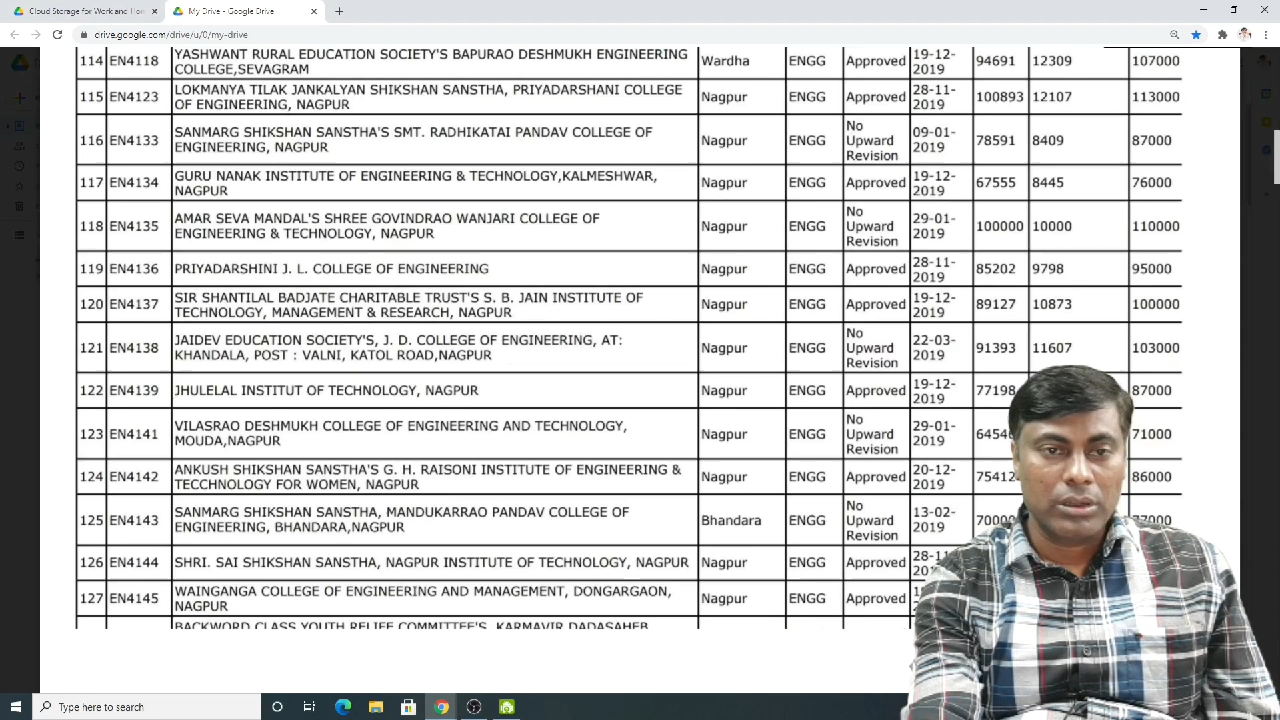 Cloud Storage for Work and Hom
My Drive - Google Drive
drive.google.com/drive/u/0/my-drive
114 EN4118 YASHWANT RURAL EDUCATION SOCIETY'S BAPURAO DESHMUKH ENGINEERING COLLEGE,SEVAGRAM Wardha ENGG Approved 19-12-2019 94691 12309 107000
115 EN4123 LOKMANYA TILAK JANKALYAN SHIKSHAN SANSTHA, PRIYADARSHANI COLLEGE OF ENGINEERING, NAGPUR Nagpur ENGG Approved 28-11-2019 100893 12107 113000
116 EN4133 SANMARG SHIKSHAN SANSTHA'S SMT. RADHIKATAI PANDAV COLLEGE OF ENGINEERING, NAGPUR Nagpur ENGG No Upward Revision 09-01-2019 78591 8409 87000
117 EN4134 GURU NANAK INSTITUTE OF ENGINEERING & TECHNOLOGY,KALMESHWAR, NAGPUR Nagpur ENGG Approved 19-12-2019 67555 8445 76000
118 EN4135 AMAR SEVA MANDAL'S SHREE GOVINDRAO WANJARI COLLEGE OF ENGINEERING & TECHNOLOGY, NAGPUR Nagpur ENGG No Upward Revision 29-01-2019 100000 10000 110000
119 EN4136 PRIYADARSHINI J. L. COLLEGE OF ENGINEERING Nagpur ENGG Approved 28-11-2019 85202 9798 95000
120 EN4137 SIR SHANTILAL BADJATE CHARITABLE TRUST'S S. B. JAIN INSTITUTE OF TECHNOLOGY, MANAGEMENT & RESEARCH, NAGPUR Nagpur ENGG Approved 19-12-2019 89127 10873 100000
121 EN4138 JAIDEV EDUCATION SOCIETY'S, J. D. COLLEGE OF ENGINEERING, AT: KHANDALA, POST : VALNI, KATOL ROAD,NAGPUR Nagpur ENGG No Upward Revision 22-03-2019 91393 11607 103000
122 EN4139 JHULELAL INSTITUT OF TECHNOLOGY, NAGPUR Nagpur ENGG Approved 19-12-2019 77198 87000
123 EN4141 VILASRAO DESHMUKH COLLEGE OF ENGINEERING AND TECHNOLOGY, MOUDA,NAGPUR Nagpur ENGG No Upward Revision 29-01-2019 71000
124 EN4142 ANKUSH SHIKSHAN SANSTHA'S G. H. RAISONI INSTITUTE OF ENGINEERING & TECCHNOLOGY FOR WOMEN, NAGPUR Nagpur ENGG Approved 20-12-2019 75412 86000
125 EN4143 SANMARG SHIKSHAN SANSTHA, MANDUKARRAO PANDAV COLLEGE OF ENGINEERING, BHANDARA,NAGPUR Bhandara ENGG No Upward Revision 13-02-2019 77000
126 EN4144 SHRI. SAI SHIKSHAN SANSTHA, NAGPUR INSTITUTE OF TECHNOLOGY, NAGPUR Nagpur ENGG Approved 28-11
127 EN4145 WAINGANGA COLLEGE OF ENGINEERING AND MANAGEMENT, DONGARGAON, NAGPUR Nagpur ENGG Approved
BACKWORD CLASS YOUTH RELIEF COMMITTEE'S, KARMAVIR DADASAHEB
Type here to search